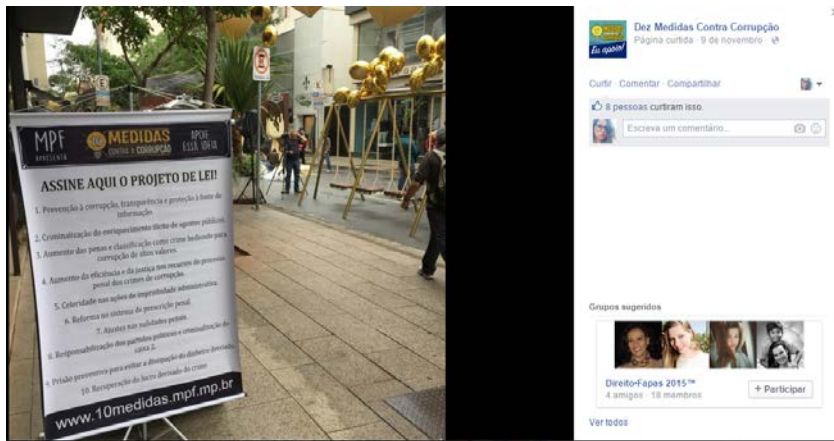 MPF
APRESENTA
10 MEDIDAS
CONTRA A CORRUPÇÃO
APOIE
ESSA IDEIA
ASSINE AQUI O PROJETO DE LEI!
1. Prevenção à corrupção, transparência e proteção à fonte de
informação.
2. Criminalização do enriquecimento ilícito de agentes públicos.
3. Aumento das penas e classificação como crime hediondo para
corrupção de altos valores.
4. Aumento da eficiência e da justiça nos recursos do processo
penal dos crimes de corrupção.
5. Celeridade nas ações de improbidade administrativa.
6. Reforma no sistema de prescrição penal.
7. Ajustes nas nulidades penais.
8. Responsabilização dos partidos políticos e criminalização do
caixa 2.
9. Prisão preventiva para evitar a dissipação do dinheiro desviado.
10. Recuperação do lucro derivado do crime
www.10medidas.mpf.mp.br
Eu apoio!
Dez Medidas Contra Corrupção
Página curtida · 9 de novembro ·
Curtir · Comentar · Compartilhar
8 pessoas curtiram isso.
Escreva um comentário...
Grupos sugeridos
Direito-Fapas 2015™
4 amigos · 18 membros
+ Participar
Ver todos